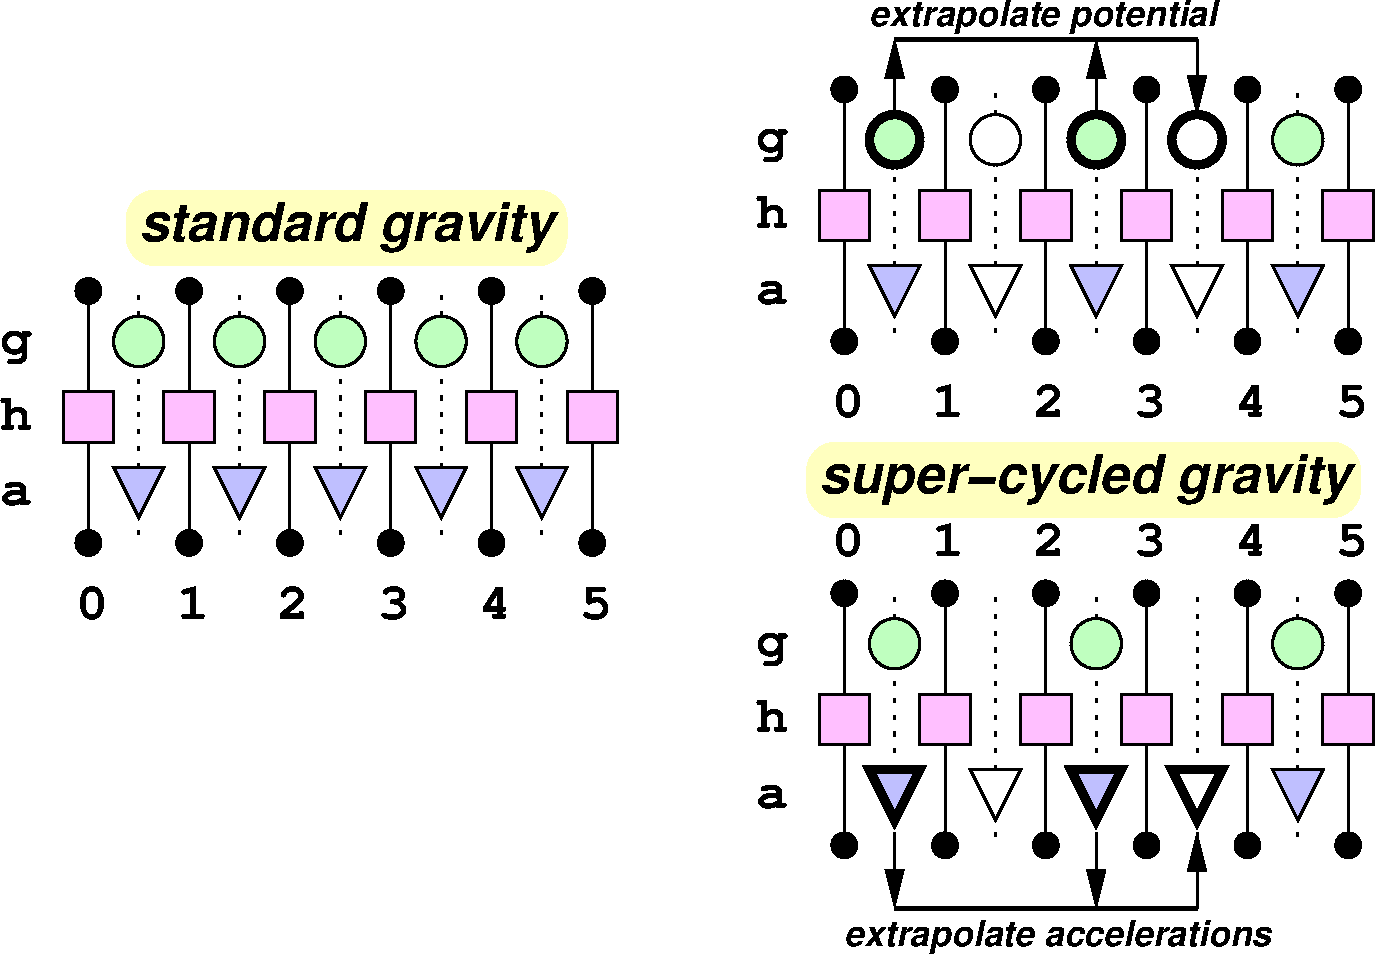 standard gravity
g
h
a
0 1 2 3 4 5
extrapolate potential
g
h
a
0 1 2 3 4 5
super-cycled gravity
0 1 2 3 4 5
g
h
a
extrapolate accelerations